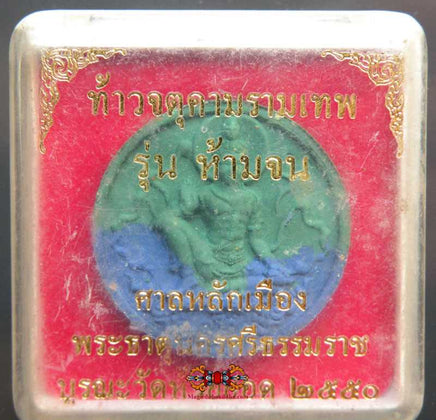 ท้าวจตุคามรามเทพ
รุ่น ห้ามจน
ศาลหลักเมือง
พระธาตุนครศรีธรรมราช
บูรณะวัด ๒๕๕๐